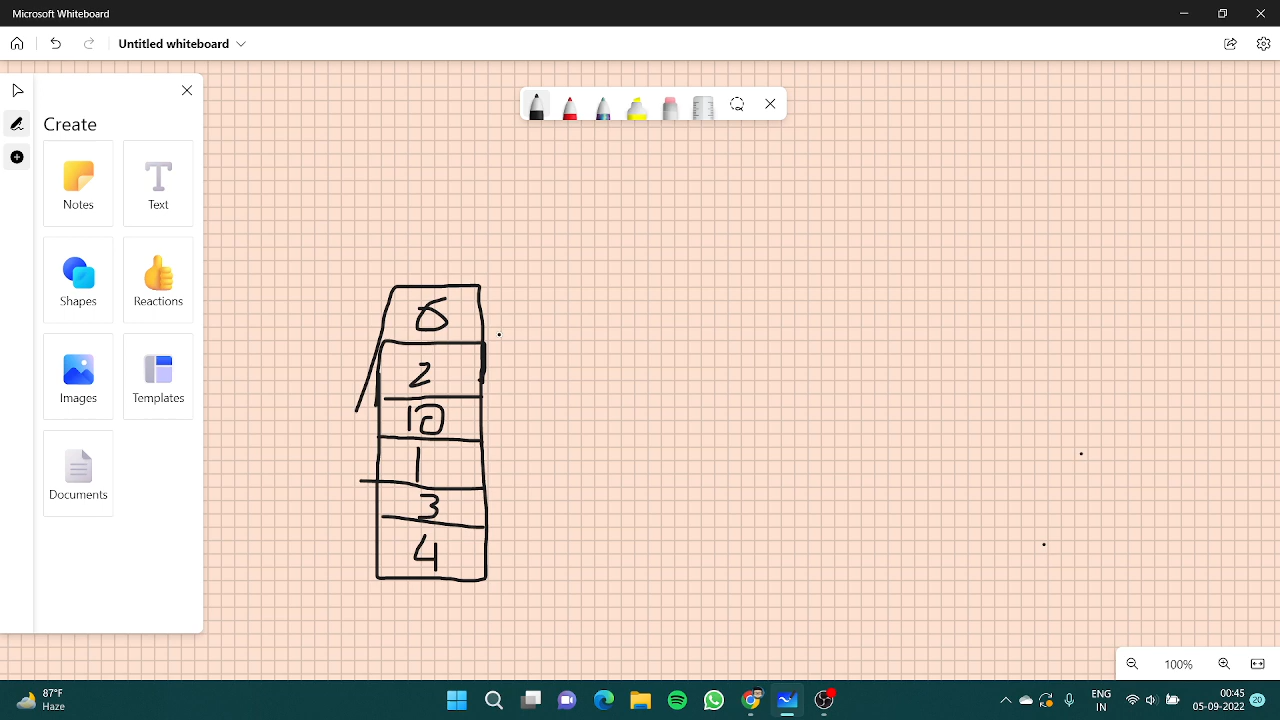 Microsoft Whiteboard
Untitled whiteboard
Create
Notes
Text
Shapes
Reactions
Images
Templates
Documents
6
2
10
1
3
4
100%
87°F
Haze
ENG
IN
00:45
05-09-2022
20